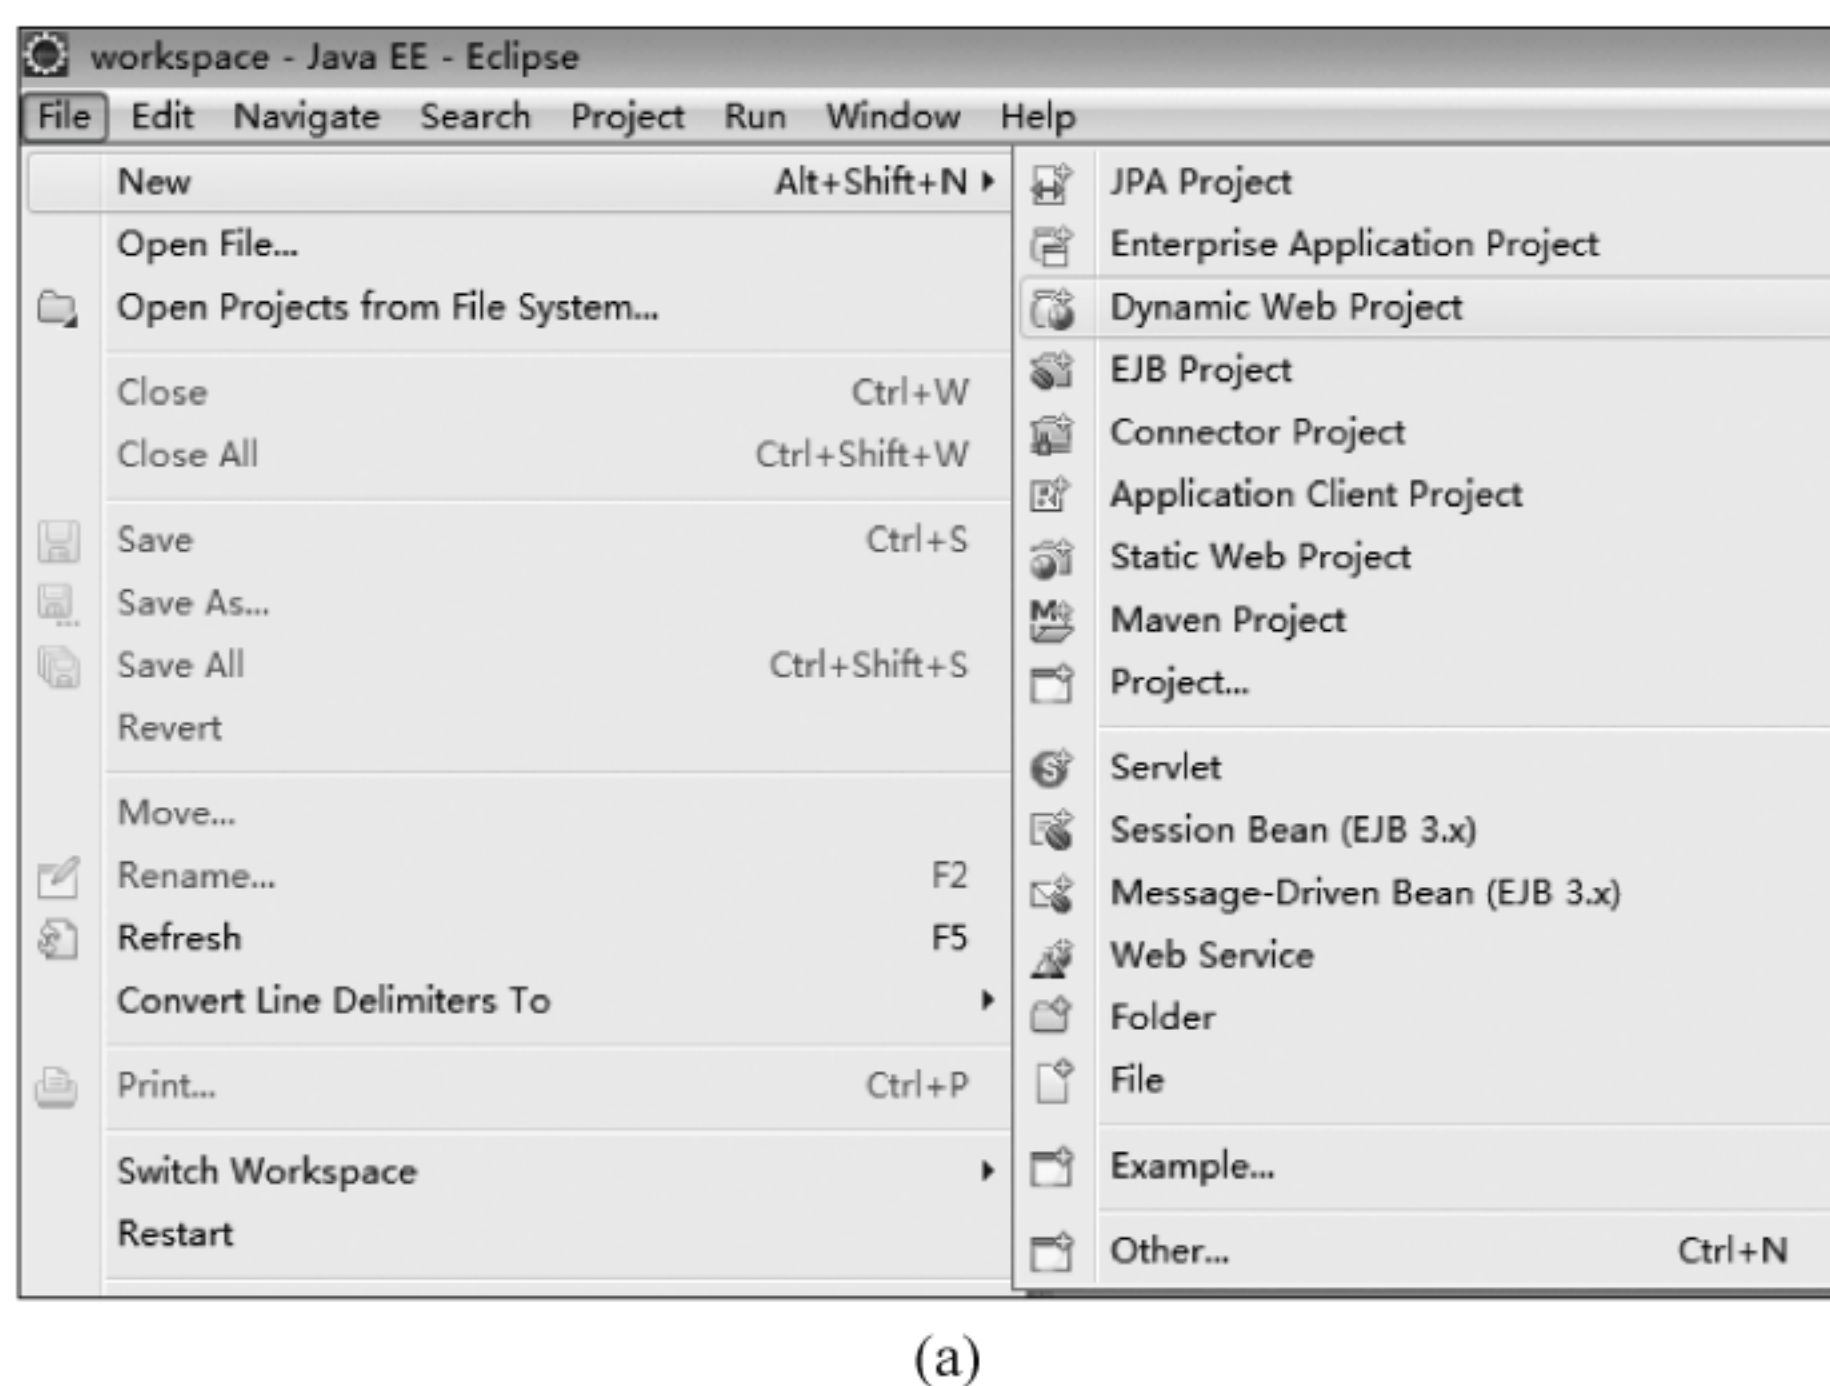 workspace - Java EE - Eclipse
File Edit Navigate Search Project Run Window Help
New Alt+Shift+N
Open File...
Open Projects from File System...
Close Ctrl+W
Close All Ctrl+Shift+W
Save Ctrl+S
Save As...
Save All Ctrl+Shift+S
Revert
Move...
Rename... F2
Refresh F5
Convert Line Delimiters To
Print... Ctrl+P
Switch Workspace
Restart
JPA Project
Enterprise Application Project
Dynamic Web Project
EJB Project
Connector Project
Application Client Project
Static Web Project
Maven Project
Project...
Servlet
Session Bean (EJB 3.x)
Message-Driven Bean (EJB 3.x)
Web Service
Folder
File
Example...
Other... Ctrl+N
(a)